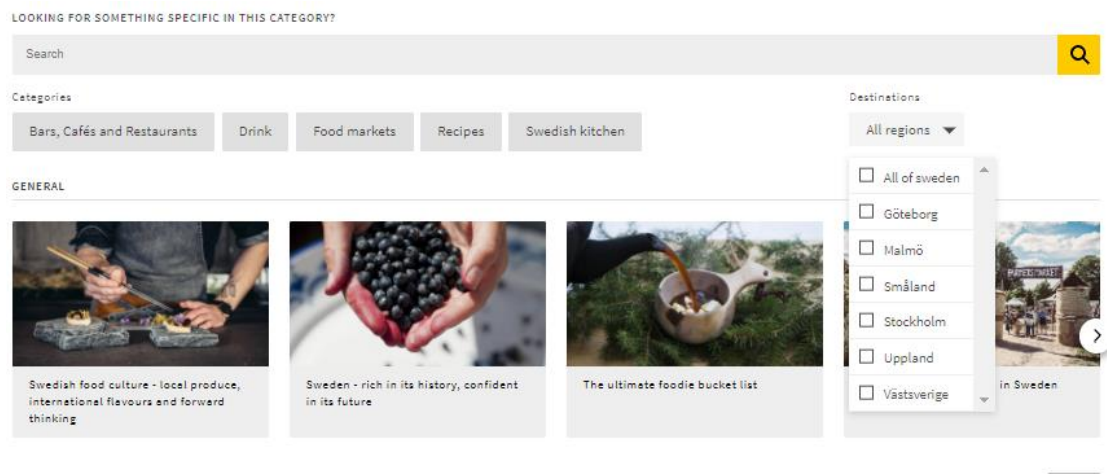 LOOKING FOR SOMETHING SPECIFIC IN THIS CATEGORY?
Search
Categories
Destinations
Bars, Cafés and Restaurants
Drink
Food markets
Recipes
Swedish kitchen
All regions
All of sweden
Göteborg
Malmö
Småland
Stockholm
Uppland
Västsverige
GENERAL
Swedish food culture - local produce,
international flavours and forward
thinking
Sweden - rich in its history, confident
in its future
The ultimate foodie bucket list
FARMERS MARKET
in Sweden